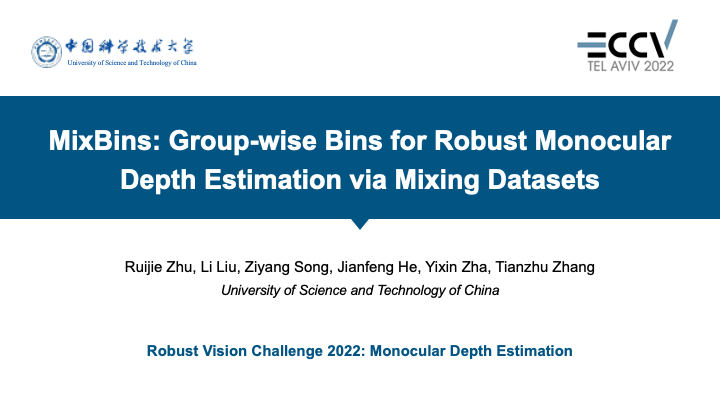 中国科学技术大学
University of Science and Technology of China
ECCV
TEL AVIV 2022
MixBins: Group-wise Bins for Robust Monocular
Depth Estimation via Mixing Datasets
Ruijie Zhu, Li Liu, Ziyang Song, Jianfeng He, Yixin Zha, Tianzhu Zhang
University of Science and Technology of China
Robust Vision Challenge 2022: Monocular Depth Estimation